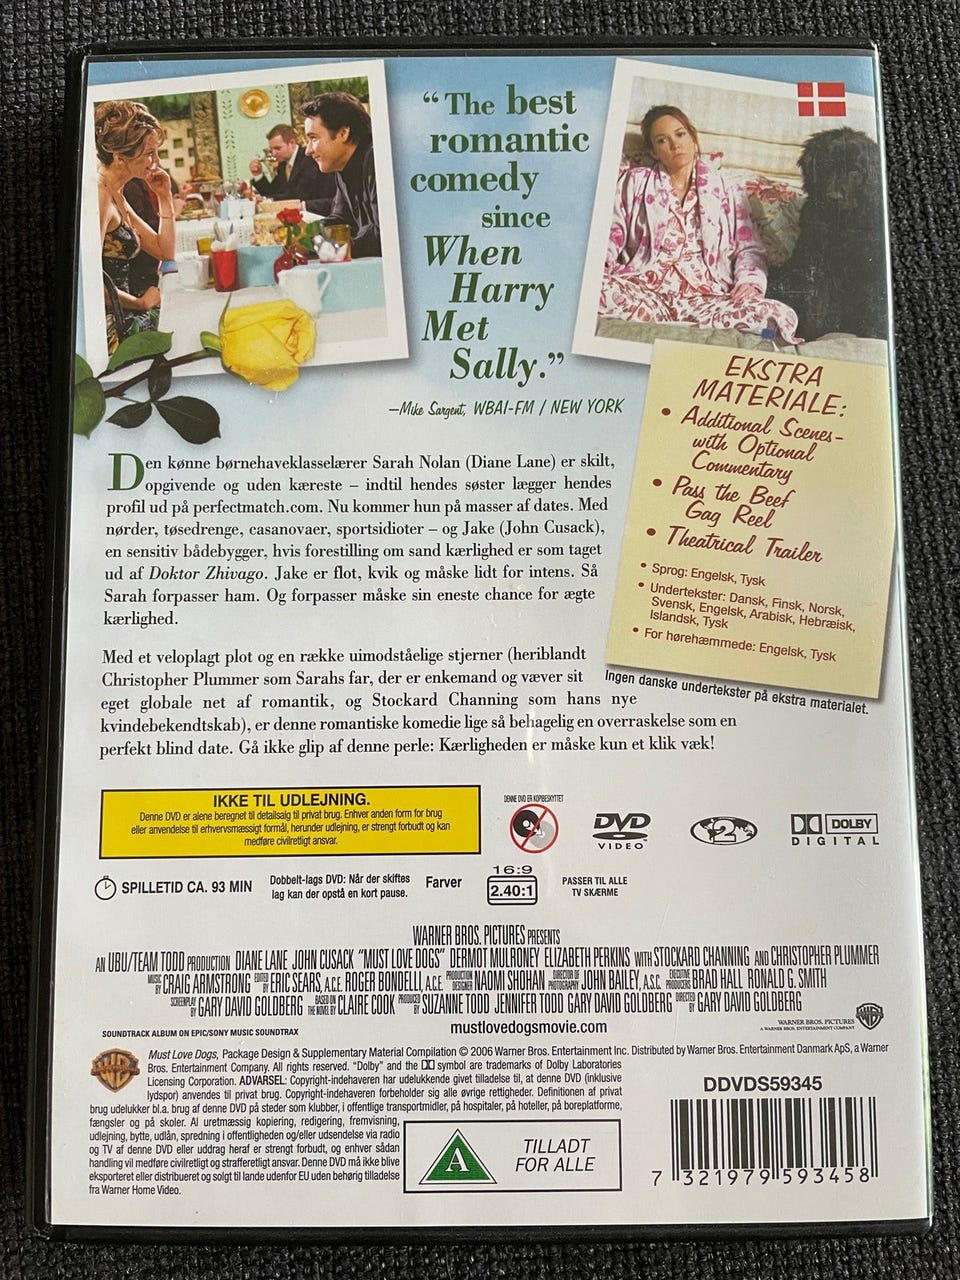 “The best
romantic
comedy
since
When
Harry
Met
Sally.”
—Mike Sargent, WBAI-FM / NEW YORK
EKSTRA
MATERIALE:
• Additional Scenes-
with Optional
Commentary
• Pass the Beef
Gag Reel
• Theatrical Trailer
• Sprog: Engelsk, Tysk
• Undertekster: Dansk, Finsk, Norsk,
Svensk, Engelsk, Arabisk, Hebræisk,
Islandsk, Tysk
• For hørehæmmede: Engelsk, Tysk
Ingen danske undertekster på ekstra materialet.
Den kønne børnehaveklasselærer Sarah Nolan (Diane Lane) er skilt,
opgivende og uden kæreste – indtil hendes søster lægger hendes
profil ud på perfectmatch.com. Nu kommer hun på masser af dates. Med
nørder, tøsedrenge, casanovaer, sportsidioter – og Jake (John Cusack),
en sensitiv bådebygger, hvis forestilling om sand kærlighed er som taget
ud af Doktor Zhivago. Jake er flot, kvik og måske lidt for intens. Så
Sarah forpasser ham. Og forpasser måske sin eneste chance for ægte
kærlighed.
Med et veloplagt plot og en række uimodståelige stjerner (heriblandt
Christopher Plummer som Sarahs far, der er enkemand og væver sit
eget globale net af romantik, og Stockard Channing som hans nye
kvindebekendtskab), er denne romantiske komedie lige så behagelig en overraskelse som en
perfekt blind date. Gå ikke glip af denne perle: Kærligheden er måske kun et klik væk!
IKKE TIL UDLEJNING.
Denne DVD er alene beregnet til detailsalg til privat brug. Enhver anden form for brug
eller anvendelse til erhvervsmæssigt formål, herunder udlejning, er strengt forbudt og kan
medføre civilretligt ansvar.
DENNE DVD ER KOPIBESKYTTET
DVD
VIDEO
2
DOLBY
DIGITAL
SPILLETID CA. 93 MIN
Dobbelt-lags DVD: Når der skiftes
lag kan der opstå en kort pause.
Farver
16:9
2.40:1
PASSER TIL ALLE
TV SKÆRME
WARNER BROS. PICTURES PRESENTS
AN UBU/TEAM TODD PRODUCTION DIANE LANE JOHN CUSACK “MUST LOVE DOGS” DERMOT MULRONEY ELIZABETH PERKINS WITH STOCKARD CHANNING AND CHRISTOPHER PLUMMER
MUSIC BY CRAIG ARMSTRONG EDITED BY ERIC SEARS, A.C.E. ROGER BONDELLI, A.C.E. PRODUCTION DESIGNER NAOMI SHOHAN DIRECTOR OF PHOTOGRAPHY JOHN BAILEY, A.S.C. EXECUTIVE PRODUCERS BRAD HALL RONALD G. SMITH
SCREENPLAY BY GARY DAVID GOLDBERG BASED ON THE NOVEL BY CLAIRE COOK PRODUCED BY SUZANNE TODD JENNIFER TODD GARY DAVID GOLDBERG DIRECTED BY GARY DAVID GOLDBERG
SOUNDTRACK ALBUM ON EPIC/SONY MUSIC SOUNDTRAX
mustlovedogsmovie.com
WARNER BROS. PICTURES
A WARNER BROS. ENTERTAINMENT COMPANY
Must Love Dogs, Package Design & Supplementary Material Compilation © 2006 Warner Bros. Entertainment Inc. Distributed by Warner Bros. Entertainment Danmark ApS, a Warner
Bros. Entertainment Company. All rights reserved. “Dolby” and the DD symbol are trademarks of Dolby Laboratories
Licensing Corporation. ADVARSEL: Copyright-indehaveren har udelukkende givet tilladelse til, at denne DVD (inklusive
lydspor) anvendes til privat brug. Copyright-indehaveren forbeholder sig alle øvrige rettigheder. Definitionen af privat
brug udelukker bl.a. brug af denne DVD på steder som klubber, i offentlige transportmidler, på hospitaler, på hoteller, på boreplatforme,
fængsler og på skoler. Al uretmæssig kopiering, redigering, fremvisning,
udlejning, bytte, udlån, spredning i offentligheden og/eller udsendelse via radio
og TV af denne DVD eller uddrag heraf er strengt forbudt, og enhver sådan
handling vil medføre civilretligt og strafferetligt ansvar. Denne DVD må ikke blive
eksporteret eller distribueret og solgt til lande udenfor EU uden behørig tilladelse
fra Warner Home Video.
A
TILLADT
FOR ALLE
DDVDS59345
7 321979 593458